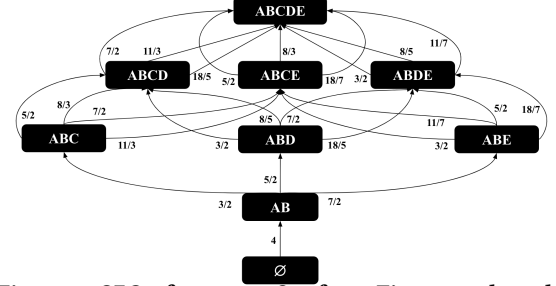 ABCDE
7/2 11/3 8/3 8/5 11/7
ABCD 18/5 5/2 ABCE 18/7 3/2 ABDE
5/2 8/3 7/2 8/5 7/2 11/7 5/2 18/7
ABC 11/3 3/2 ABD 18/5 3/2 ABE
3/2 5/2 7/2
AB
4
∅